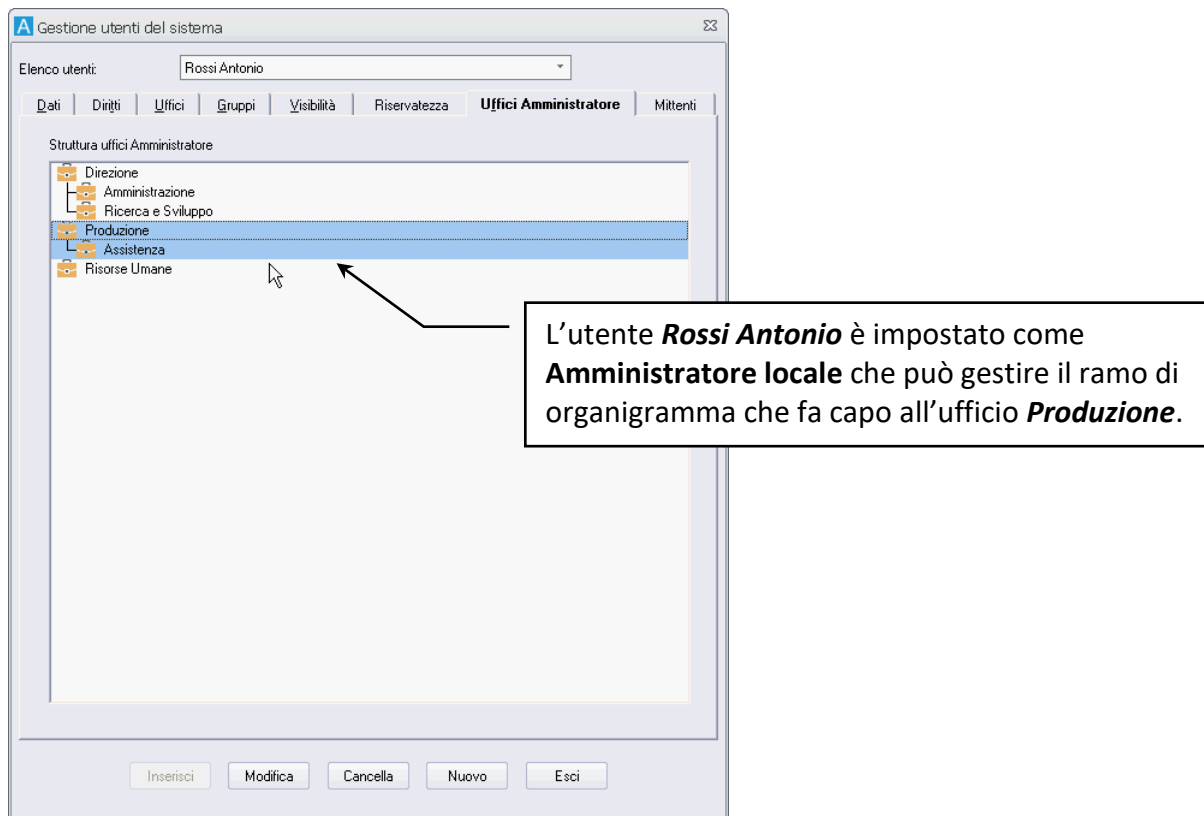 A Gestione utenti del sistema
Elenco utenti: Rossi Antonio
Dati Diritti Uffici Gruppi Visibilità Riservatezza Uffici Amministratore Mittenti
Struttura uffici Amministratore
Direzione
Amministrazione
Ricerca e Sviluppo
Produzione
Assistenza
Risorse Umane
L’utente Rossi Antonio è impostato come
Amministratore locale che può gestire il ramo di
organigramma che fa capo all’ufficio Produzione.
Inserisci Modifica Cancella Nuovo Esci